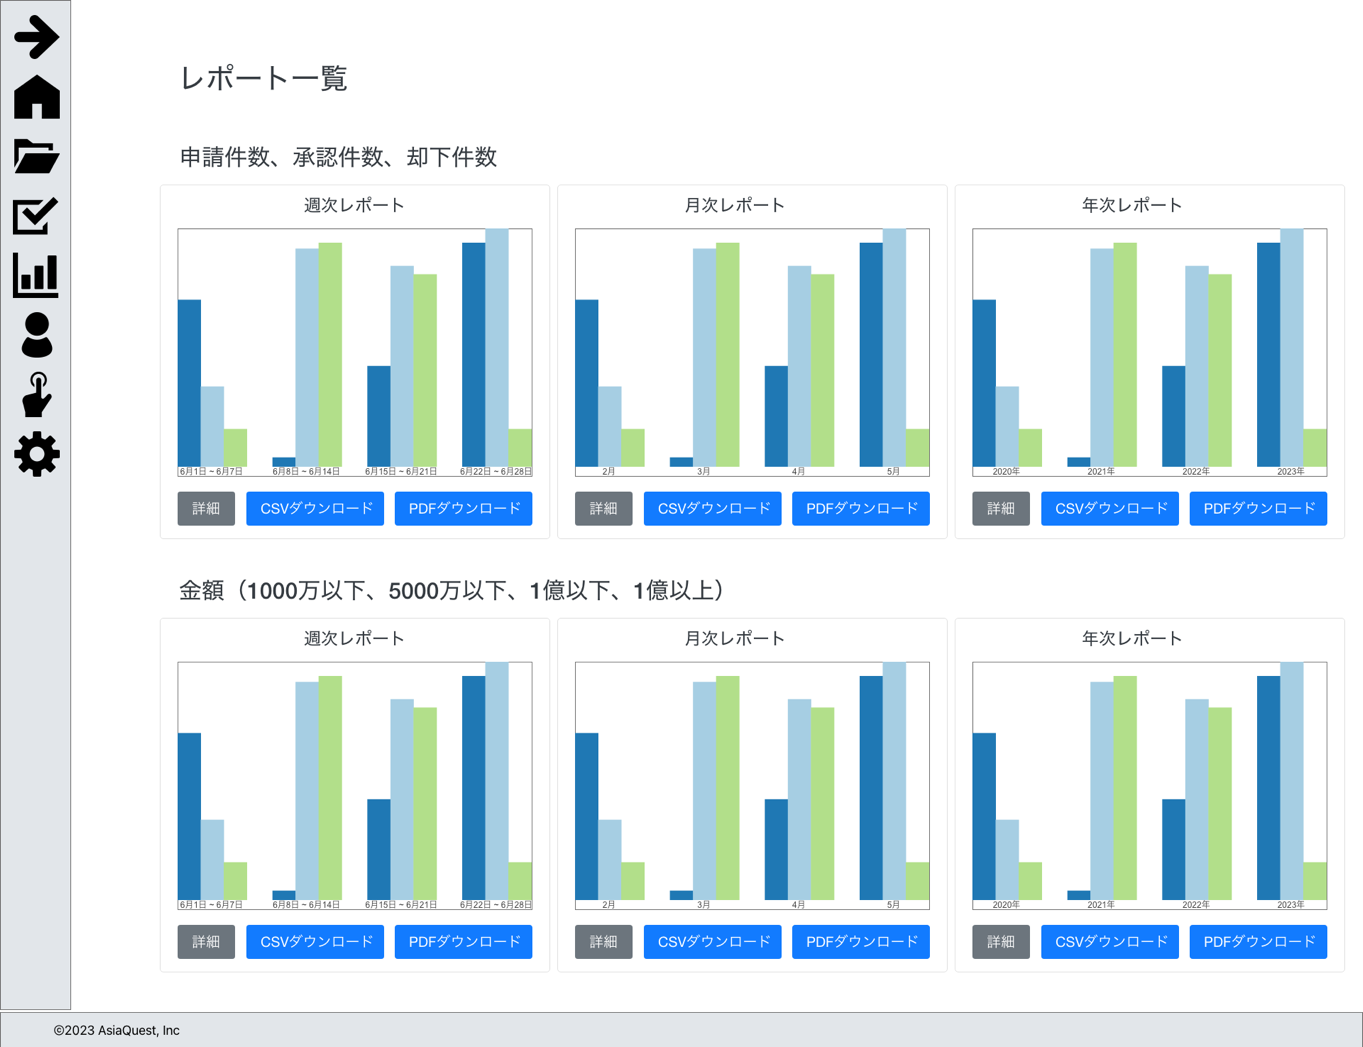 レポート一覧
申請件数、承認件数、却下件数
週次レポート
6月1日 ~ 6月7日 6月8日 ~ 6月14日 6月15日 ~ 6月21日 6月22日 ~ 6月28日
詳細 CSVダウンロード PDFダウンロード
月次レポート
2月 3月 4月 5月
詳細 CSVダウンロード PDFダウンロード
年次レポート
2020年 2021年 2022年 2023年
詳細 CSVダウンロード PDFダウンロード
金額（1000万以下、5000万以下、1億以下、1億以上）
週次レポート
6月1日 ~ 6月7日 6月8日 ~ 6月14日 6月15日 ~ 6月21日 6月22日 ~ 6月28日
詳細 CSVダウンロード PDFダウンロード
月次レポート
2月 3月 4月 5月
詳細 CSVダウンロード PDFダウンロード
年次レポート
2020年 2021年 2022年 2023年
詳細 CSVダウンロード PDFダウンロード
©2023 AsiaQuest, Inc